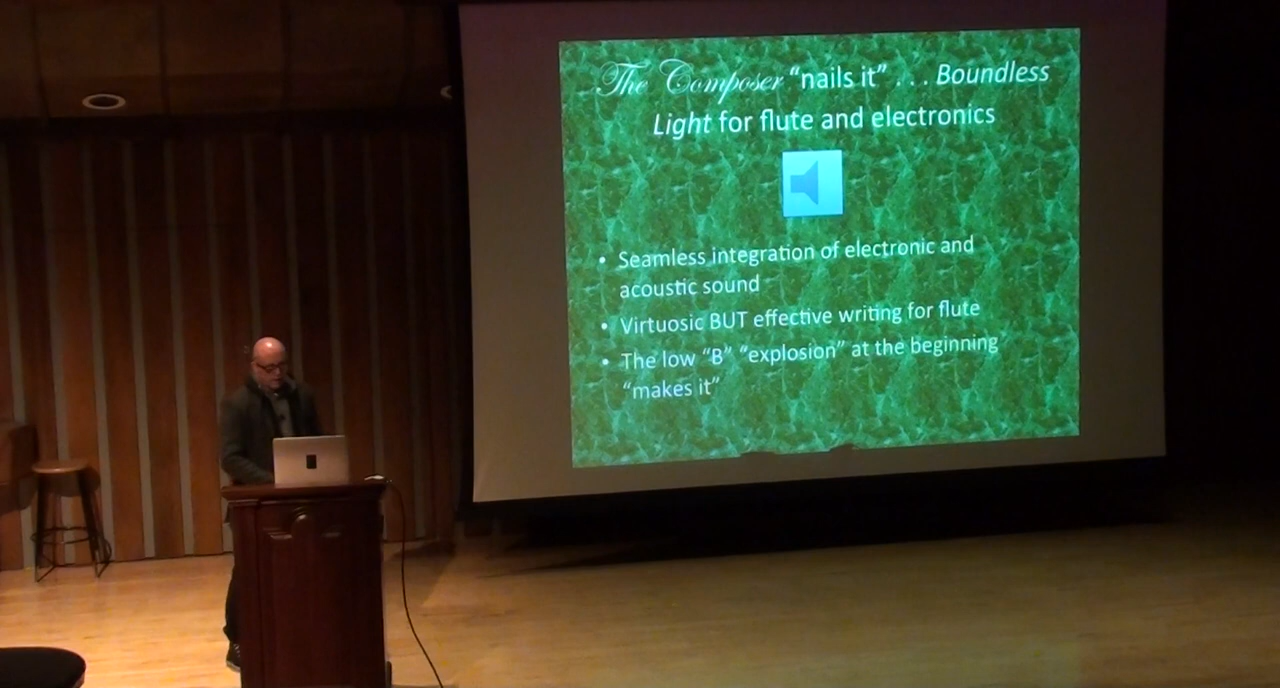 The Composer “nails it” . . . Boundless
Light for flute and electronics
• Seamless integration of electronic and
acoustic sound
• Virtuosic BUT effective writing for flute
• The low “B” “explosion” at the beginning
“makes it”